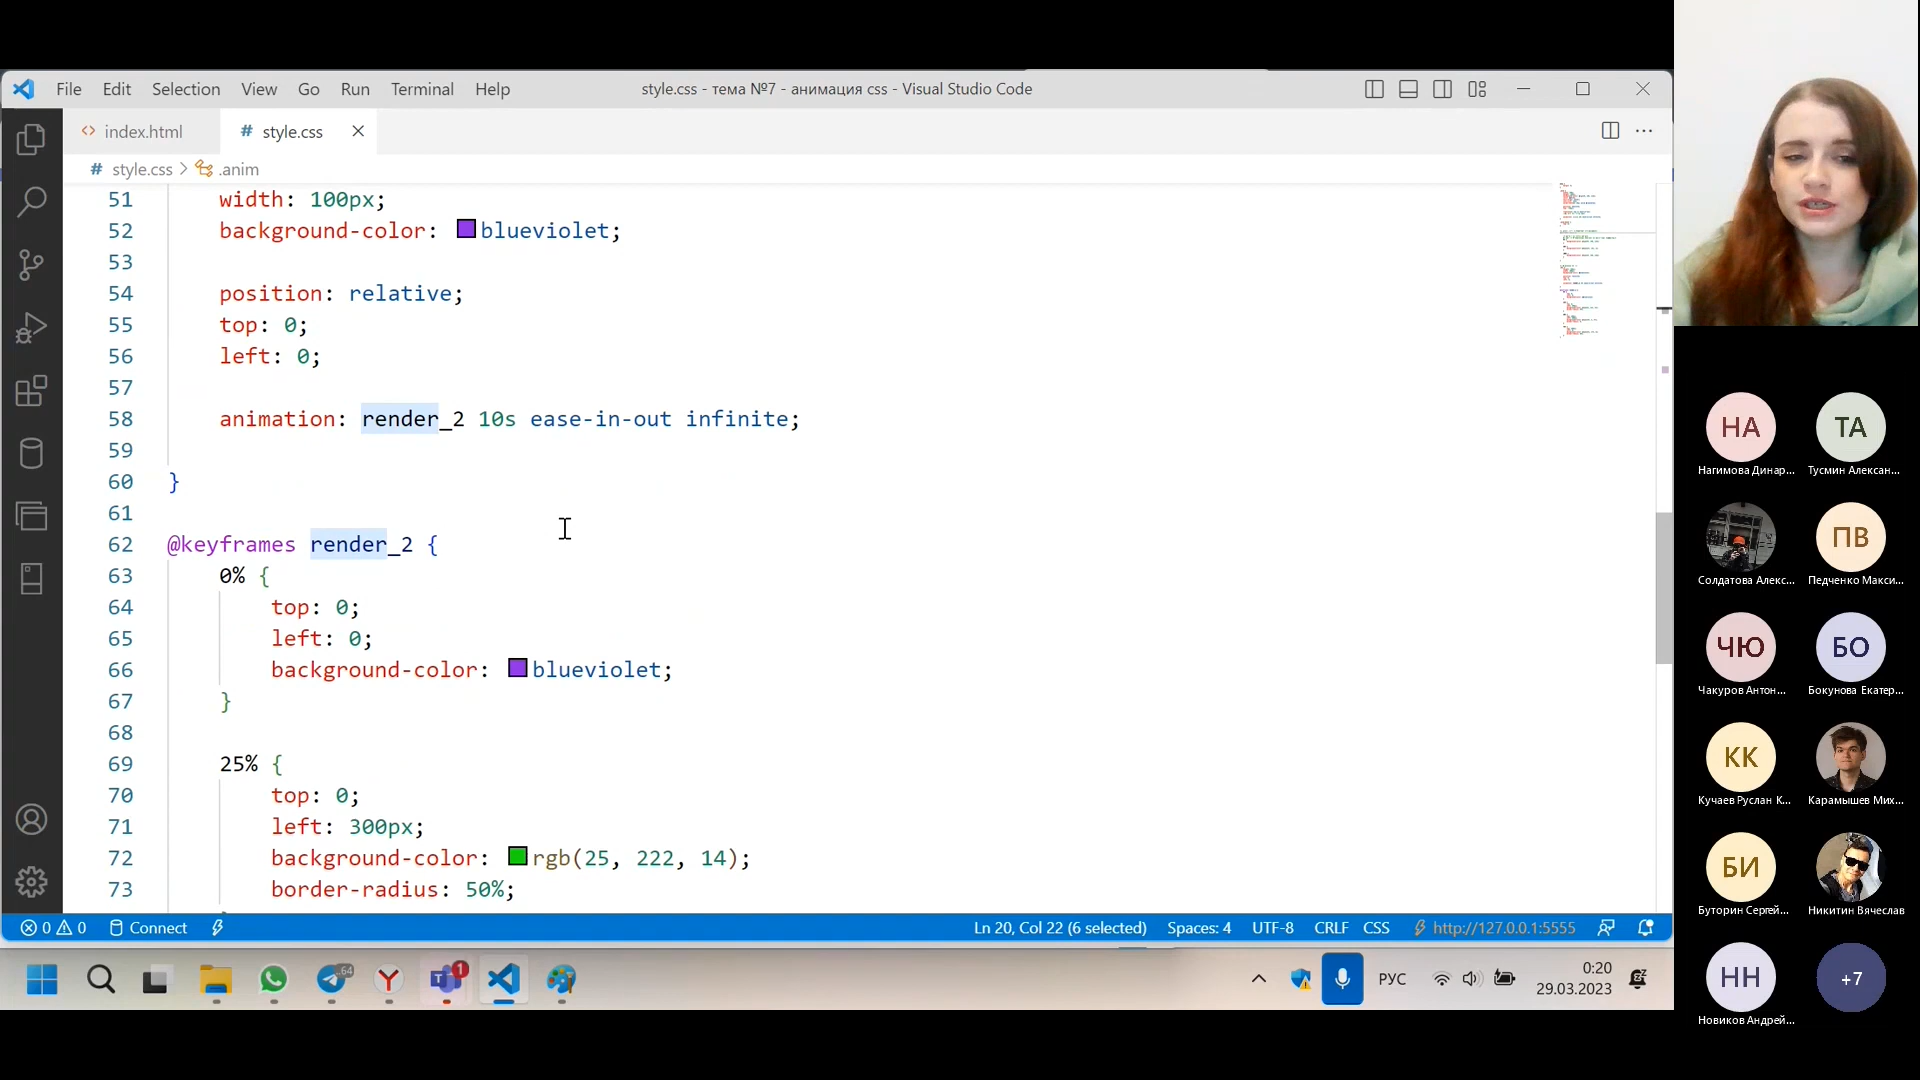 File Edit Selection View Go Run Terminal Help
style.css - тема №7 - анимация css - Visual Studio Code
index.html
style.css
style.css > .anim
51 width: 100px;
52 background-color: blueviolet;
53
54 position: relative;
55 top: 0;
56 left: 0;
57
58 animation: render_2 10s ease-in-out infinite;
59
60 }
61
62 @keyframes render_2 {
63 0% {
64 top: 0;
65 left: 0;
66 background-color: blueviolet;
67 }
68
69 25% {
70 top: 0;
71 left: 300px;
72 background-color: rgb(25, 222, 14);
73 border-radius: 50%;
0 0 Connect
Ln 20, Col 22 (6 selected) Spaces: 4 UTF-8 CRLF CSS http://127.0.0.1:5555
64
1
РУС
0:20
29.03.2023
НА
Нагимова Динар...
ТА
Тусмин Алексан...
Солдатова Алекс...
ПВ
Педченко Макси...
ЧЮ
Чакуров Антон...
БО
Бокунова Екатер...
КК
Кучаев Руслан К...
Карамышев Мих...
БИ
Буторин Сергей...
Никитин Вячеслав
НН
Новиков Андрей...
+7